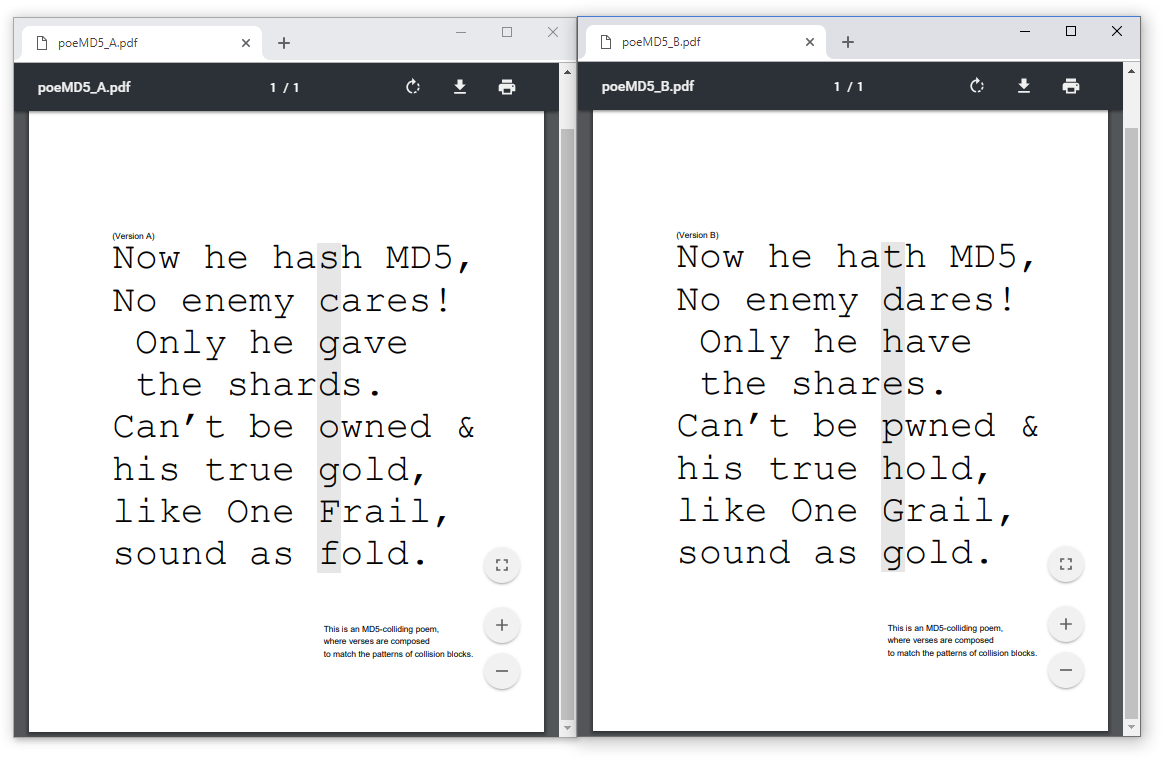 poeMD5_A.pdf
poeMD5_A.pdf
1 / 1
(Version A)
Now he hash MD5,
No enemy cares!
Only he gave
the shards.
Can’t be owned &
his true gold,
like One Frail,
sound as fold.
This is an MD5-colliding poem,
where verses are composed
to match the patterns of collision blocks.
poeMD5_B.pdf
poeMD5_B.pdf
1 / 1
(Version B)
Now he hath MD5,
No enemy dares!
Only he have
the shares.
Can’t be pwned &
his true hold,
like One Grail,
sound as gold.
This is an MD5-colliding poem,
where verses are composed
to match the patterns of collision blocks.